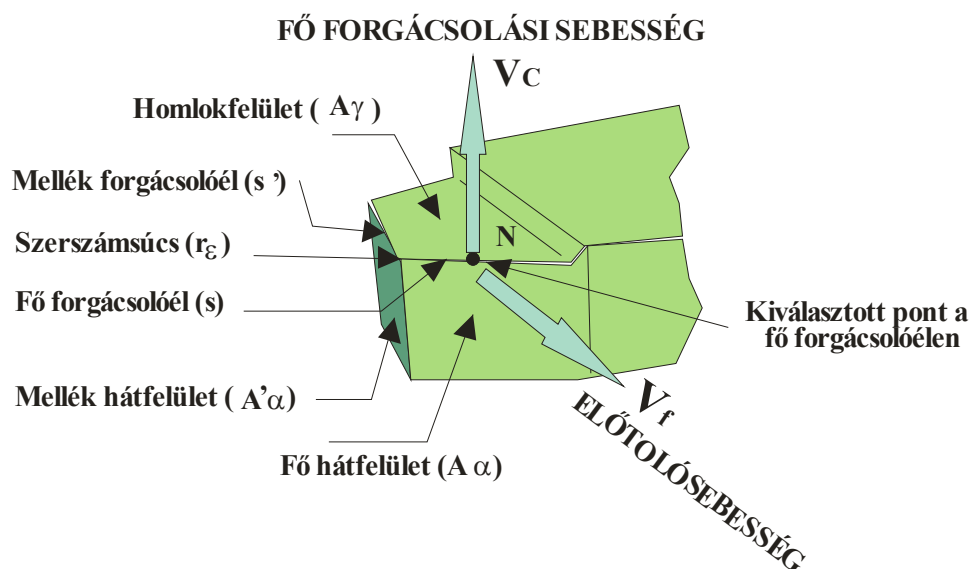 FŐ FORGÁCSOLÁSI SEBESSÉG
VC
Homlokfelület ( Aγ )
Mellék forgácsolóél (s ’)
N
Szerszámsúcs (rε)
Fő forgácsolóél (s)
Kiválasztott pont a
fő forgácsolóélen
Mellék hátfelület ( A’α)
Vf
ELŐTOLÓSEBESSÉG
Fő hátfelület (A α)